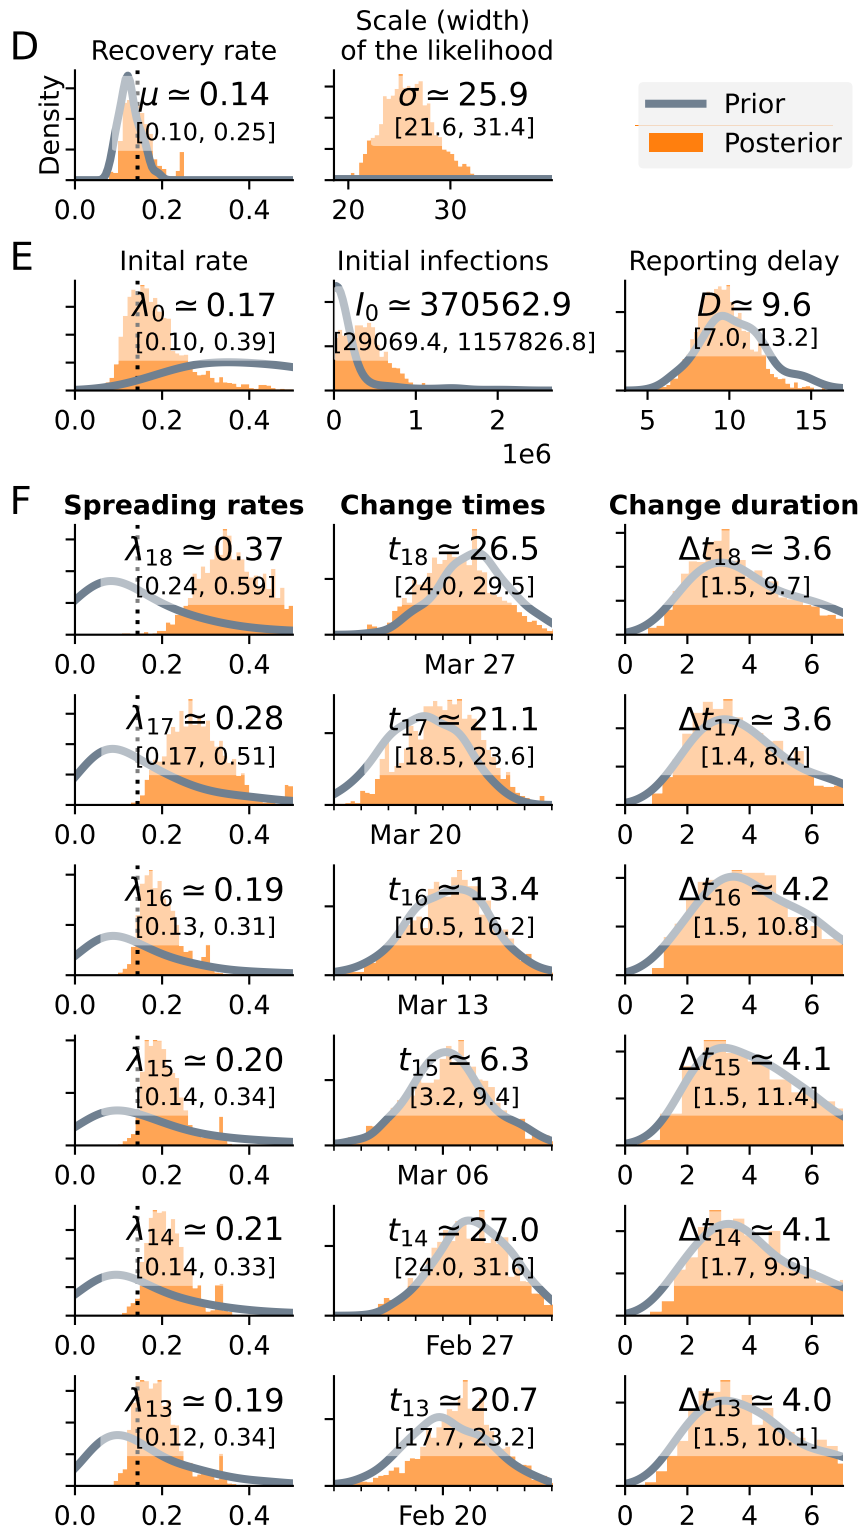 D
Recovery rate
Scale (width)
of the likelihood
Density
μ ≃ 0.14
[0.10, 0.25]
σ ≃ 25.9
[21.6, 31.4]
Prior
Posterior
0.0 0.2 0.4
20 30
E
Inital rate
Initial infections
Reporting delay
λ0 ≃ 0.17
[0.10, 0.39]
I0 ≃ 370562.9
[29069.4, 1157826.8]
D ≃ 9.6
[7.0, 13.2]
0.0 0.2 0.4
0 1 2
1e6
5 10 15
F
Spreading rates
Change times
Change duration
λ18 ≃ 0.37
[0.24, 0.59]
t18 ≃ 26.5
[24.0, 29.5]
Δt18 ≃ 3.6
[1.5, 9.7]
0.0 0.2 0.4
Mar 27
0 2 4 6
λ17 ≃ 0.28
[0.17, 0.51]
t17 ≃ 21.1
[18.5, 23.6]
Δt17 ≃ 3.6
[1.4, 8.4]
0.0 0.2 0.4
Mar 20
0 2 4 6
λ16 ≃ 0.19
[0.13, 0.31]
t16 ≃ 13.4
[10.5, 16.2]
Δt16 ≃ 4.2
[1.5, 10.8]
0.0 0.2 0.4
Mar 13
0 2 4 6
λ15 ≃ 0.20
[0.14, 0.34]
t15 ≃ 6.3
[3.2, 9.4]
Δt15 ≃ 4.1
[1.5, 11.4]
0.0 0.2 0.4
Mar 06
0 2 4 6
λ14 ≃ 0.21
[0.14, 0.33]
t14 ≃ 27.0
[24.0, 31.6]
Δt14 ≃ 4.1
[1.7, 9.9]
0.0 0.2 0.4
Feb 27
0 2 4 6
λ13 ≃ 0.19
[0.12, 0.34]
t13 ≃ 20.7
[17.7, 23.2]
Δt13 ≃ 4.0
[1.5, 10.1]
0.0 0.2 0.4
Feb 20
0 2 4 6